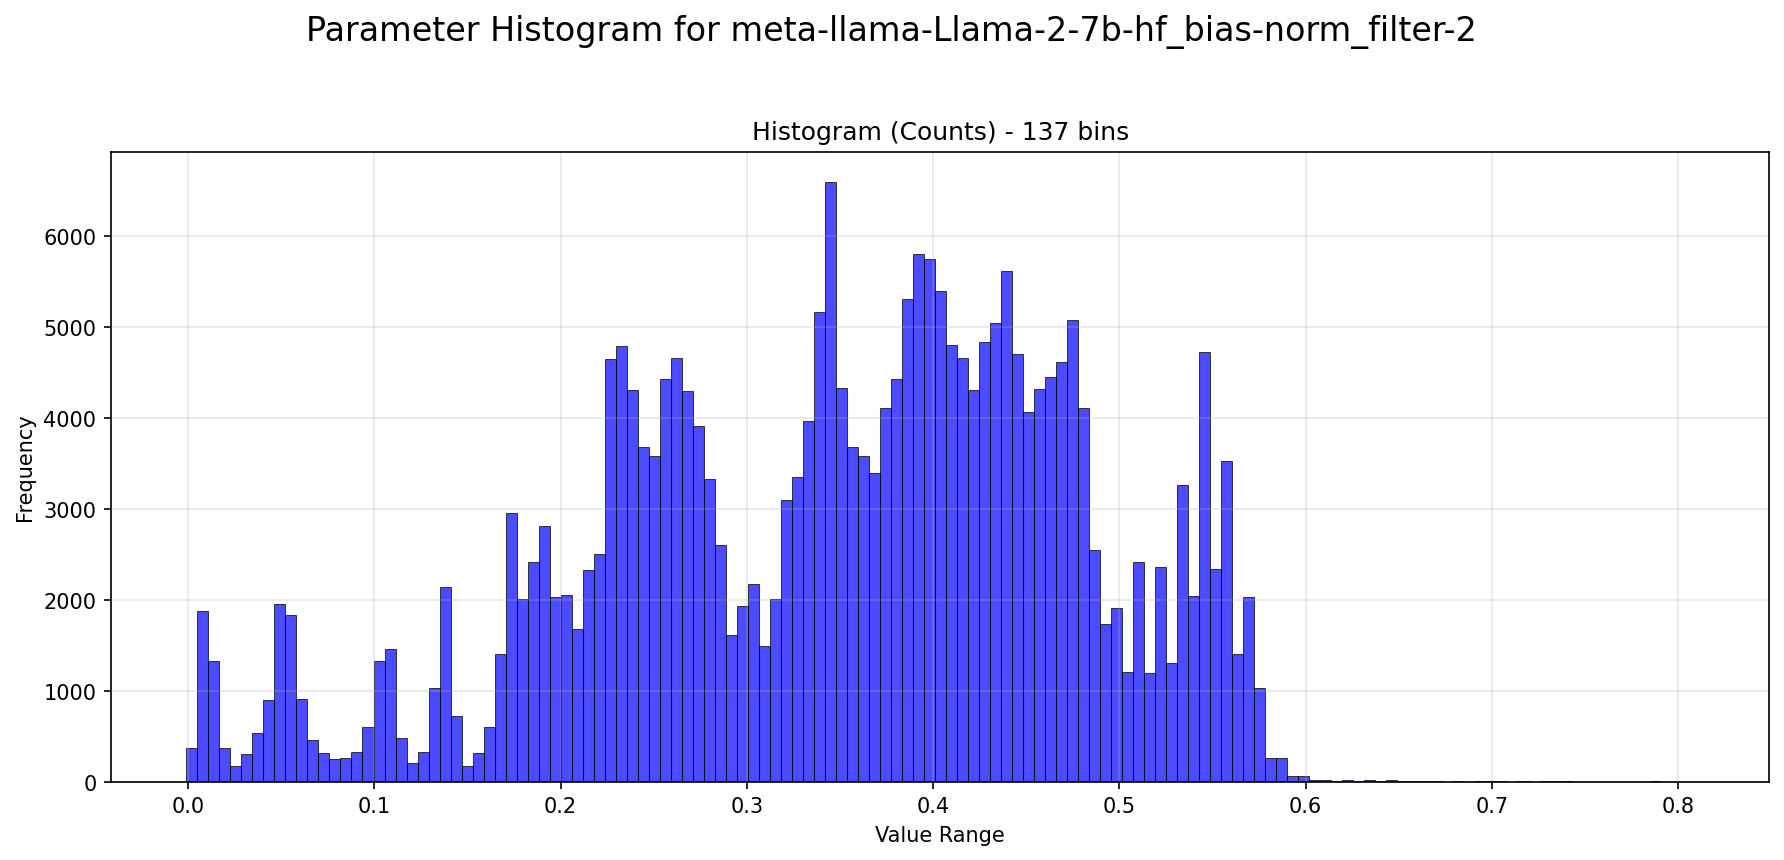 Parameter Histogram for meta-llama-Llama-2-7b-hf_bias-norm_filter-2
Histogram (Counts) - 137 bins
Frequency
6000
5000
4000
3000
2000
1000
0
0.0 0.1 0.2 0.3 0.4 0.5 0.6 0.7 0.8
Value Range